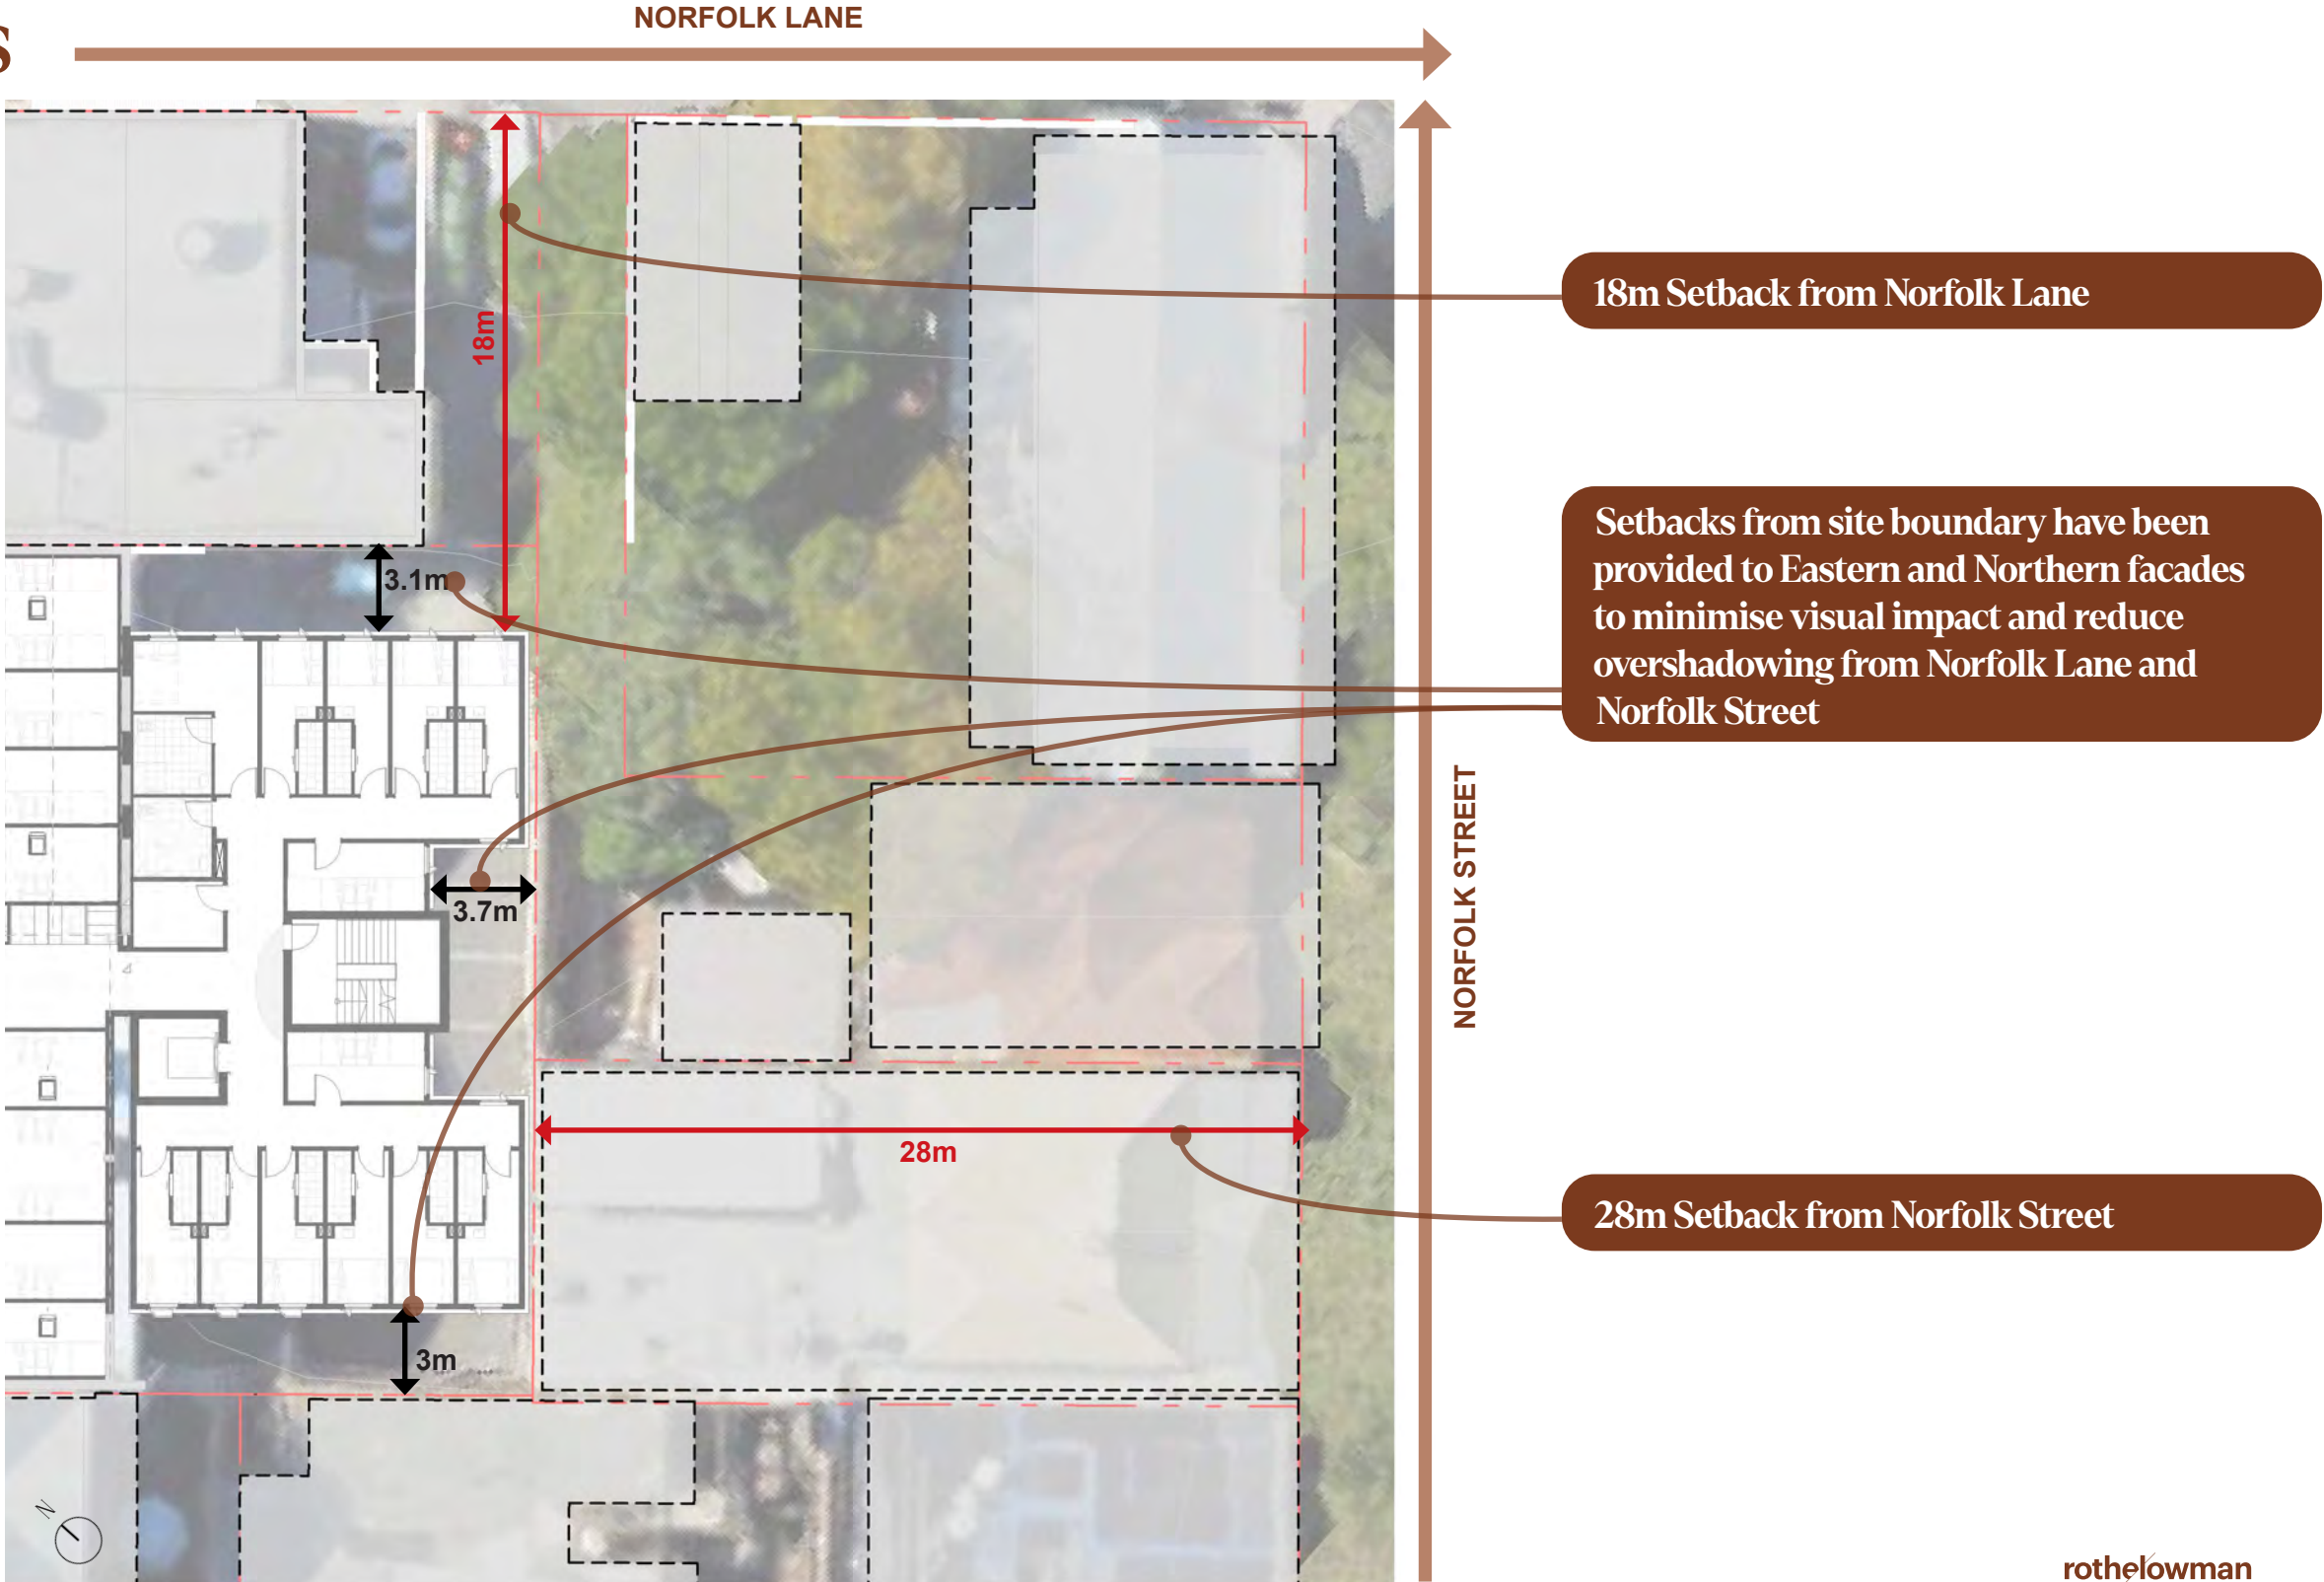 S
NORFOLK LANE
18m
18m Setback from Norfolk Lane
3.1m
Setbacks from site boundary have been
provided to Eastern and Northern facades
to minimise visual impact and reduce
overshadowing from Norfolk Lane and
Norfolk Street
NORFOLK STREET
3.7m
28m
28m Setback from Norfolk Street
3m
N
rothelowman